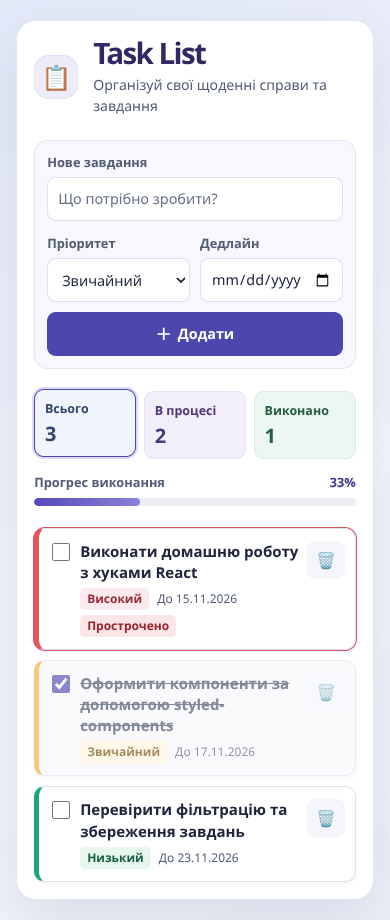 Task List
Організуй свої щоденні справи та
завдання
Нове завдання
Що потрібно зробити?
Пріоритет
Дедлайн
Звичайний
mm/dd/yyyy
+ Додати
Всього
3
В процесі
2
Виконано
1
Прогрес виконання
33%
Виконати домашню роботу
з хуками React
Високий
До 15.11.2026
Прострочено
Оформити компоненти за
допомогою styled-
components
Звичайний
До 17.11.2026
Перевірити фільтрацію та
збереження завдань
Низький
До 23.11.2026